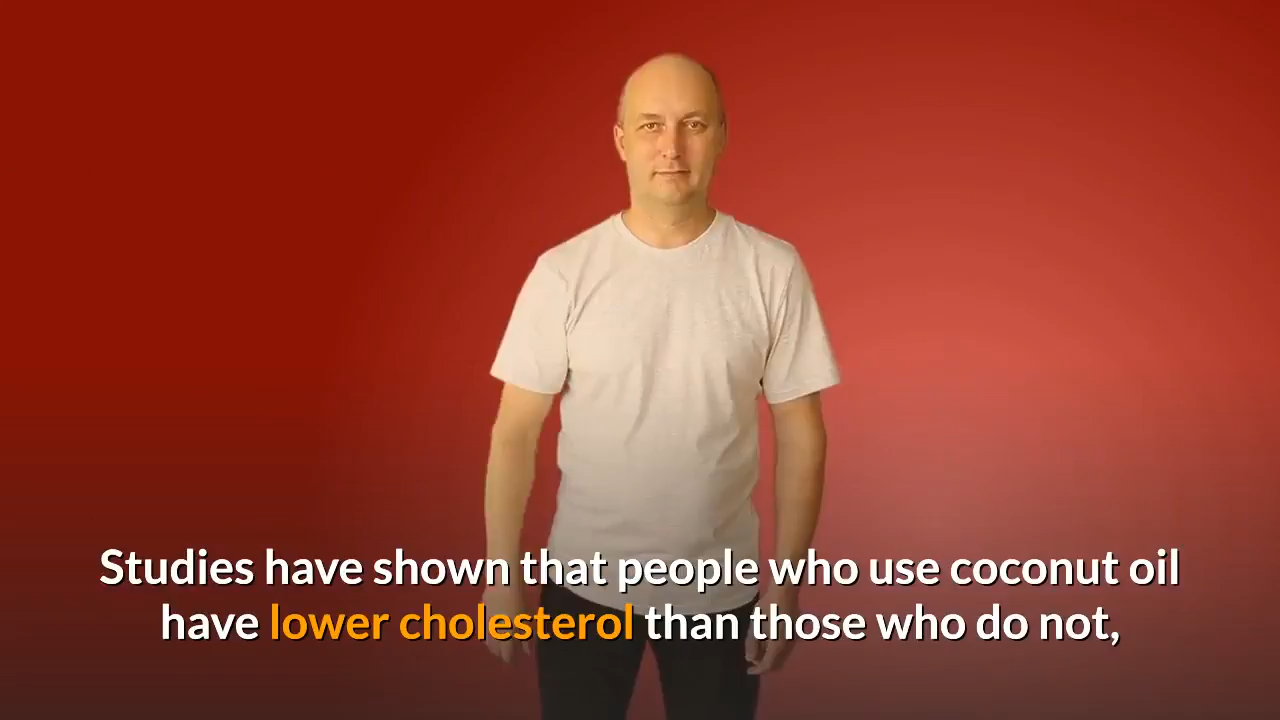 Studies have shown that people who use coconut oil
have lower cholesterol than those who do not,